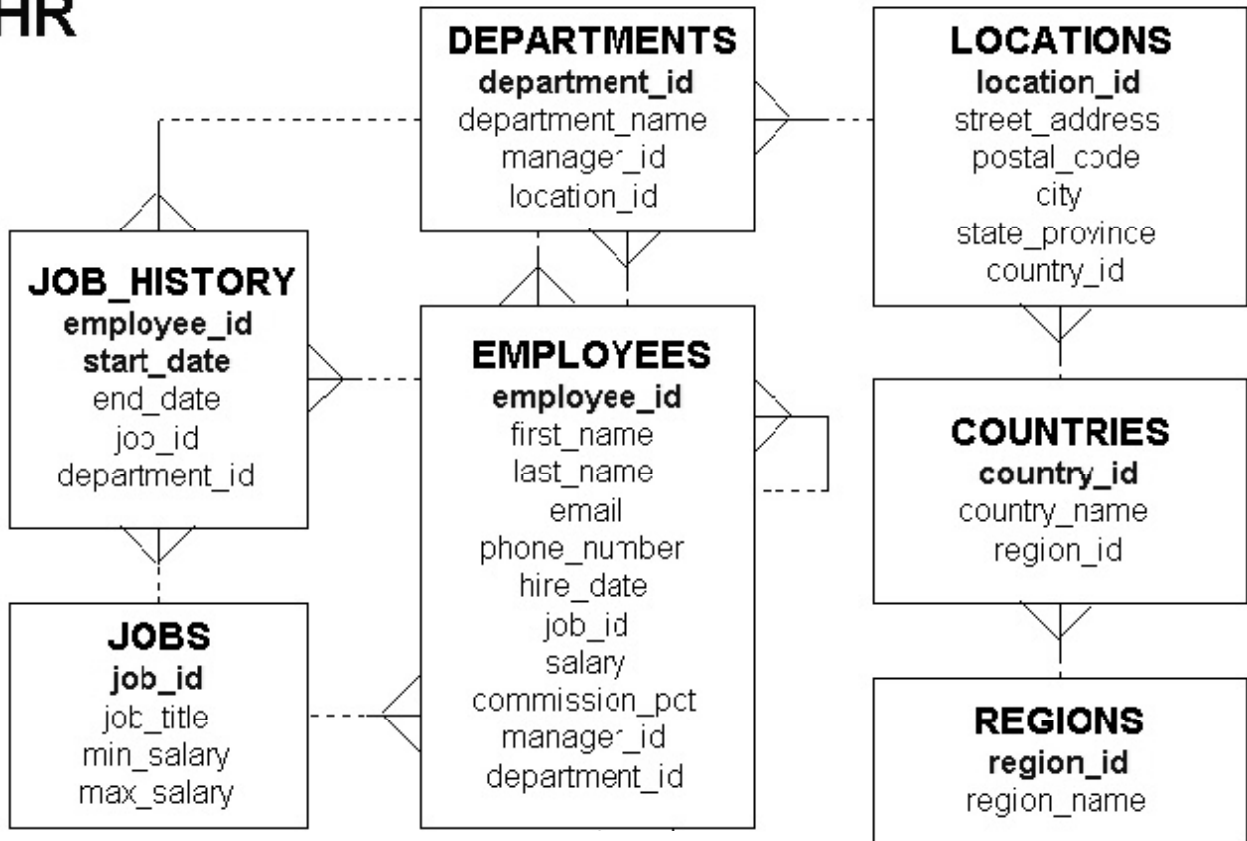 HR
DEPARTMENTS
department_id
department_name
manager_id
location_id
LOCATIONS
location_id
street_address
postal_code
city
state_province
country_id
JOB_HISTORY
employee_id
start_date
end_date
job_id
department_id
EMPLOYEES
employee_id
first_name
last_name
email
phone_number
hire_date
job_id
salary
commission_pct
manager_id
department_id
COUNTRIES
country_id
country_name
region_id
JOBS
job_id
job_title
min_salary
max_salary
REGIONS
region_id
region_name